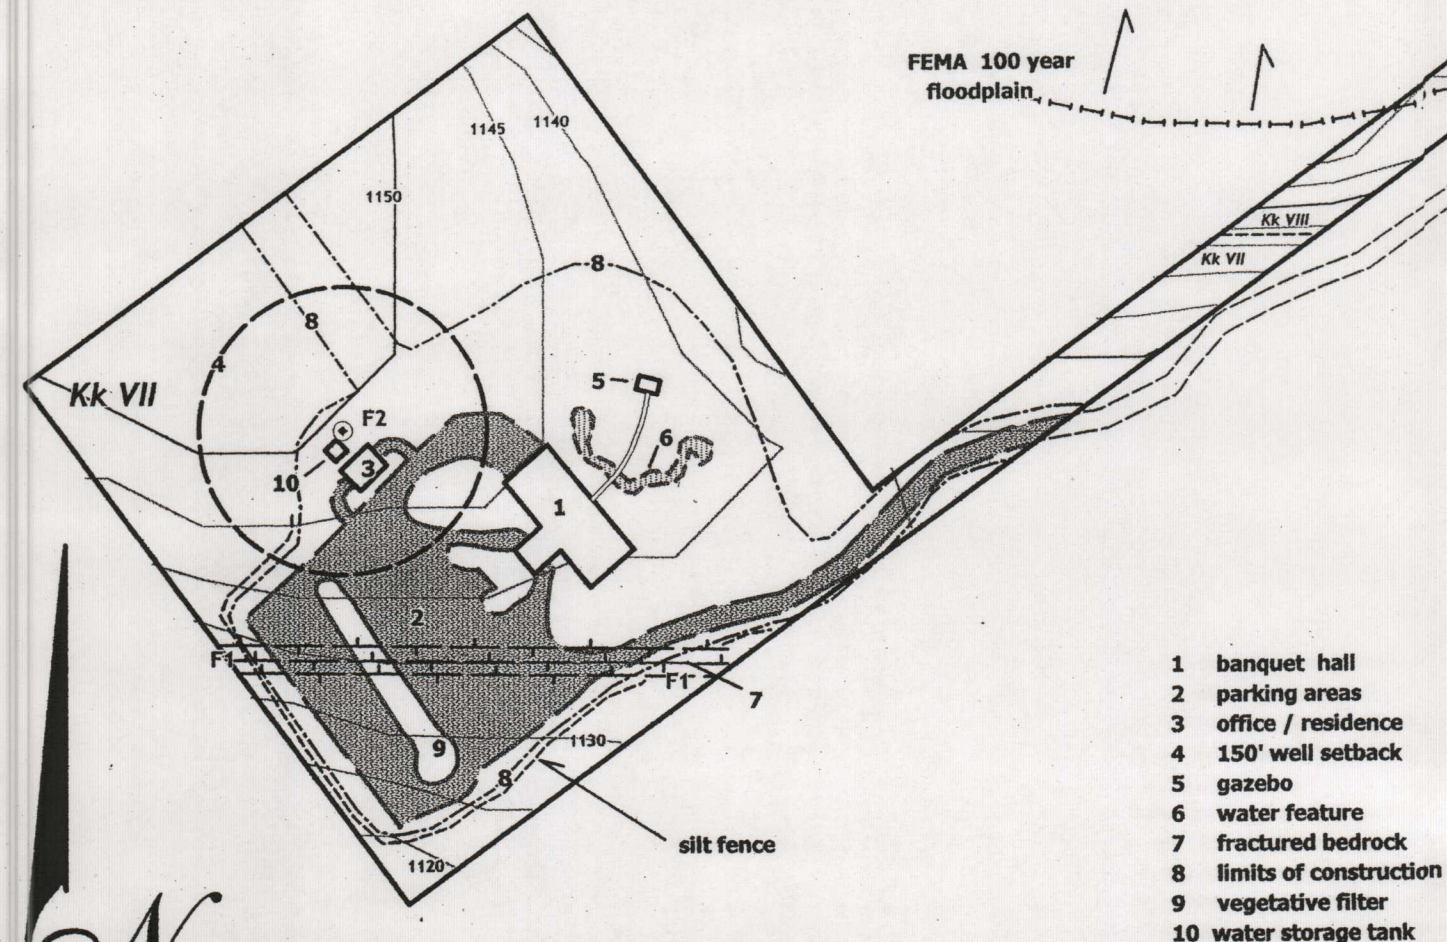 FEMA 100 year
floodplain
1145
1140
1150
Kk VIII
Kk VII
8
8
4
Kk VII
5
F2
6
3
10
1
2
F1
F1
7
9
1130
8
silt fence
1120
N
1 banquet hall
2 parking areas
3 office / residence
4 150' well setback
5 gazebo
6 water feature
7 fractured bedrock
8 limits of construction
9 vegetative filter
10 water storage tank